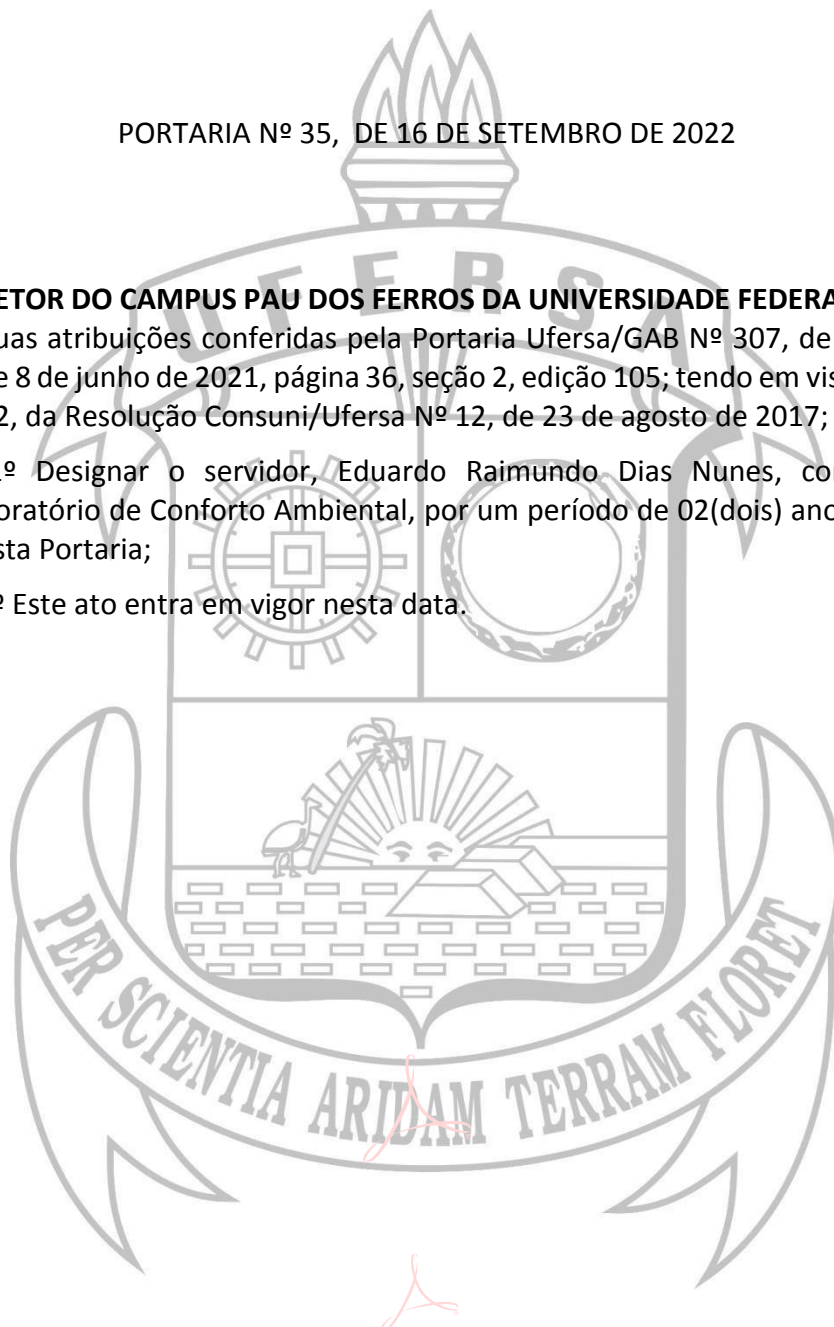 PORTARIA Nº 35, DE 16 DE SETEMBRO DE 2022
UFERSA
ETOR DO CAMPUS PAU DOS FERROS DA UNIVERSIDADE FEDERA
uas atribuições conferidas pela Portaria Ufersa/GAB Nº 307, de
e 8 de junho de 2021, página 36, seção 2, edição 105; tendo em vis
2, da Resolução Consuni/Ufersa Nº 12, de 23 de agosto de 2017;
º Designar o servidor, Eduardo Raimundo Dias Nunes, co
oratório de Conforto Ambiental, por um período de 02(dois) ano
sta Portaria;
º Este ato entra em vigor nesta data.
PER SCIENTIA ARIDAM TERRAM FLORET